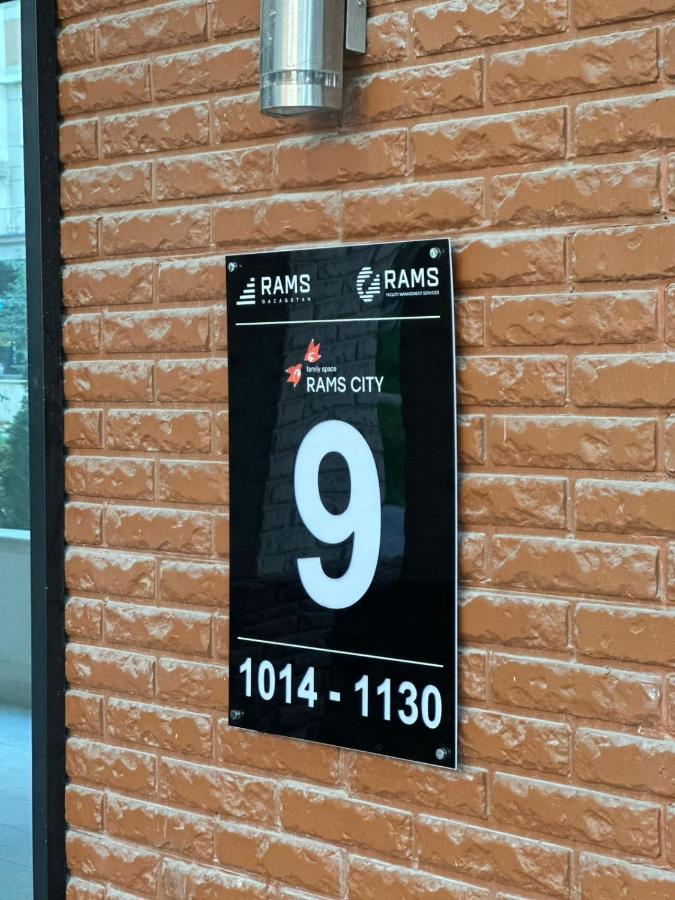 RAMS
QAZAQSTAN
RAMS
FACILITY MANAGEMENT SERVICES
family space
RAMS CITY
9
1014 - 1130